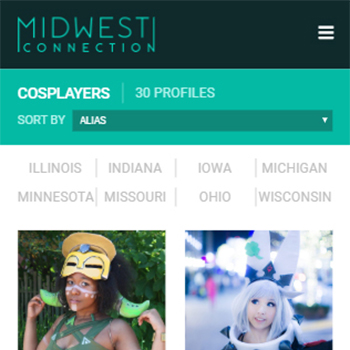 MIDWEST
CONNECTION
COSPLAYERS 30 PROFILES
SORT BY ALIAS
ILLINOIS INDIANA IOWA MICHIGAN
MINNESOTA MISSOURI OHIO WISCONSIN